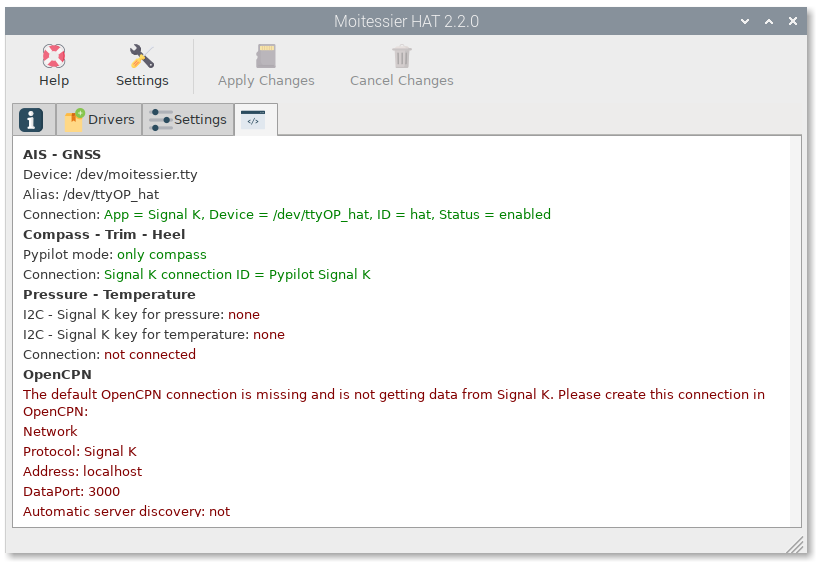 Moitessier HAT 2.2.0
Help
Settings
Apply Changes
Cancel Changes
Drivers
Settings
AIS - GNSS
Device: /dev/moitessier.tty
Alias: /dev/ttyOP_hat
Connection: App = Signal K, Device = /dev/ttyOP_hat, ID = hat, Status = enabled
Compass - Trim - Heel
Pypilot mode: only compass
Connection: Signal K connection ID = Pypilot Signal K
Pressure - Temperature
I2C - Signal K key for pressure: none
I2C - Signal K key for temperature: none
Connection: not connected
OpenCPN
The default OpenCPN connection is missing and is not getting data from Signal K. Please create this connection in
OpenCPN:
Network
Protocol: Signal K
Address: localhost
DataPort: 3000
Automatic server discovery: not